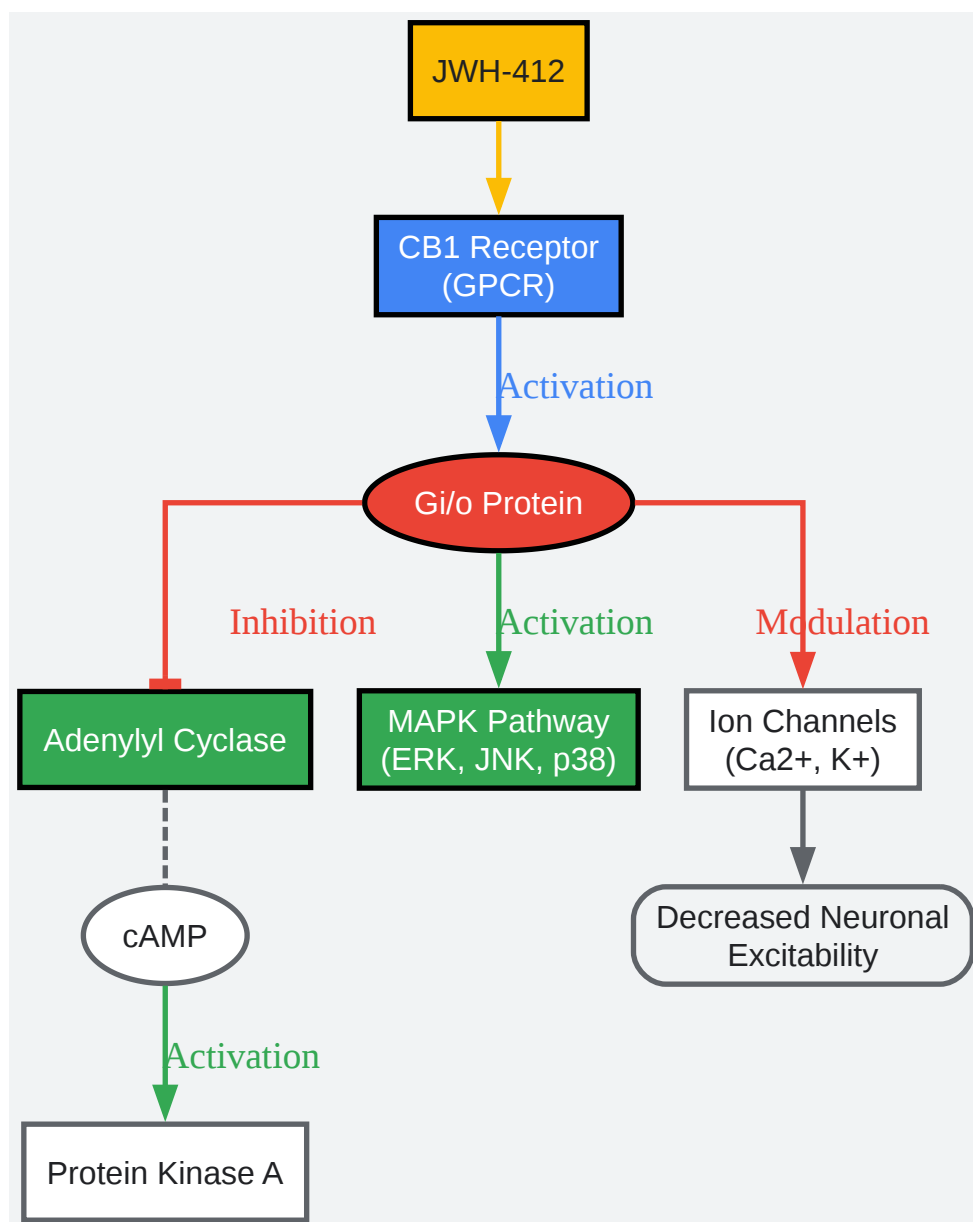 JWH-412
CB1 Receptor
(GPCR)
Activation
Gi/o Protein
Inhibition
Activation
Modulation
Adenylyl Cyclase
MAPK Pathway
(ERK, JNK, p38)
Ion Channels
(Ca2+, K+)
cAMP
Decreased Neuronal
Excitability
Activation
Protein Kinase A